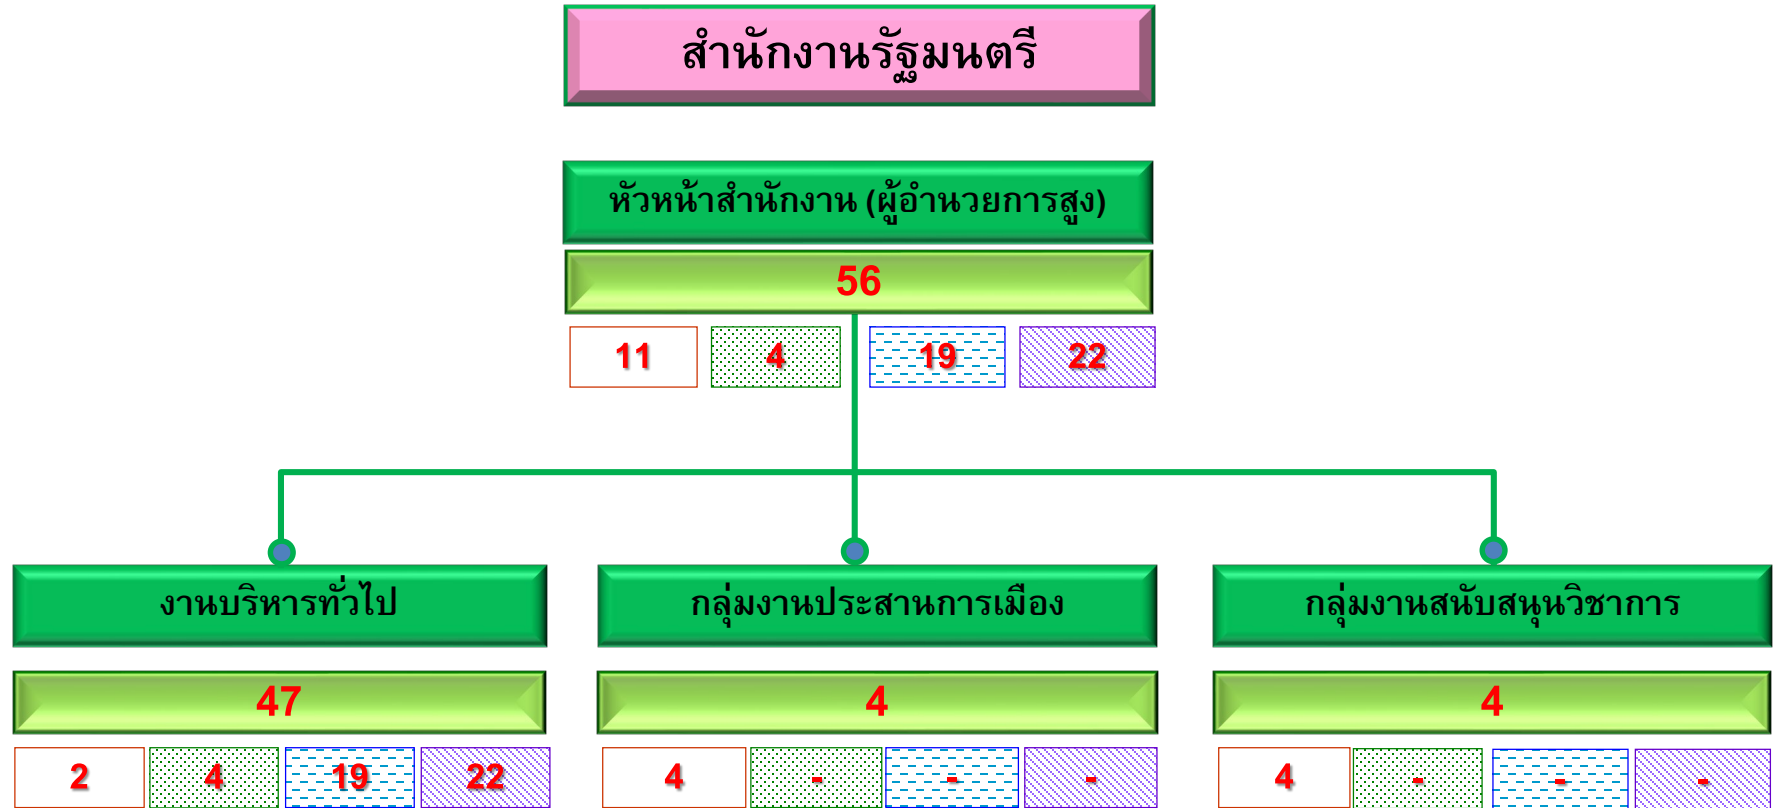 สำนักงานรัฐมนตรี
หัวหน้าสำนักงาน (ผู้อำนวยการสูง)
56
11 4 19 22
งานบริหารทั่วไป กลุ่มงานประสานการเมือง กลุ่มงานสนับสนุนวิชาการ
47 4 4
2 4 19 22 4 - - - 4 - - -